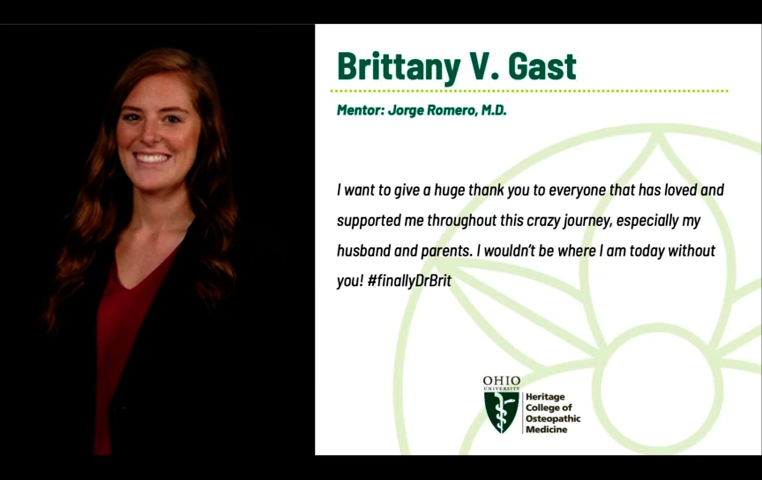 Brittany V. Gast
Mentor: Jorge Romero, M.D.
I want to give a huge thank you to everyone that has loved and
supported me throughout this crazy journey, especially my
husband and parents. I wouldn't be where I am today without
you! #finallyDrBrit
OHIO
UNIVERSITY
Heritage
College of
Osteopathic
Medicine